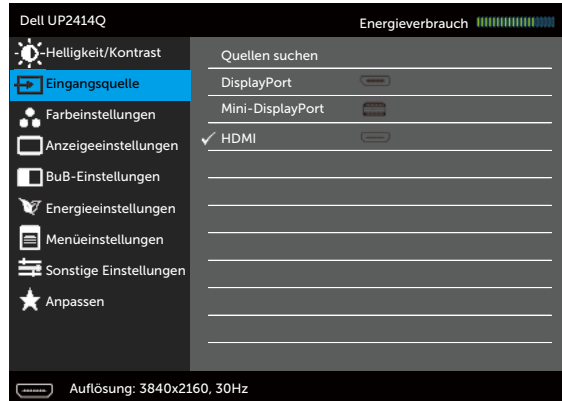 Dell UP2414Q
Energieverbrauch
Helligkeit/Kontrast
Eingangsquelle
Farbeinstellungen
Anzeigeeinstellungen
BuB-Einstellungen
Energieeinstellungen
Menüeinstellungen
Sonstige Einstellungen
Anpassen
Quellen suchen
DisplayPort
Mini-DisplayPort
HDMI
Auflösung: 3840x2160, 30Hz